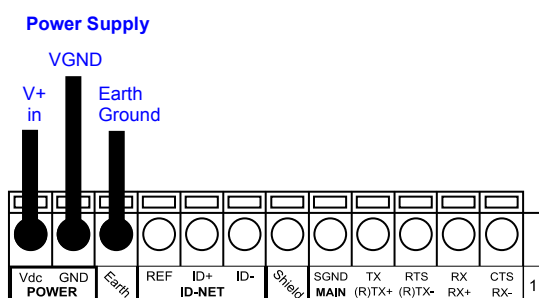 Power Supply
VGND
V+ in
Earth Ground
Vdc GND Earth REF ID+ ID- Shield SGND TX RTS RX CTS
POWER ID-NET MAIN (R)TX+ (R)TX- RX+ RX-
1